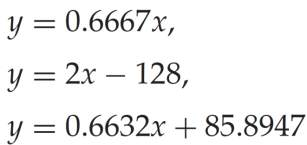 y = 0.6667x,
y = 2x − 128,
y = 0.6632x + 85.8947